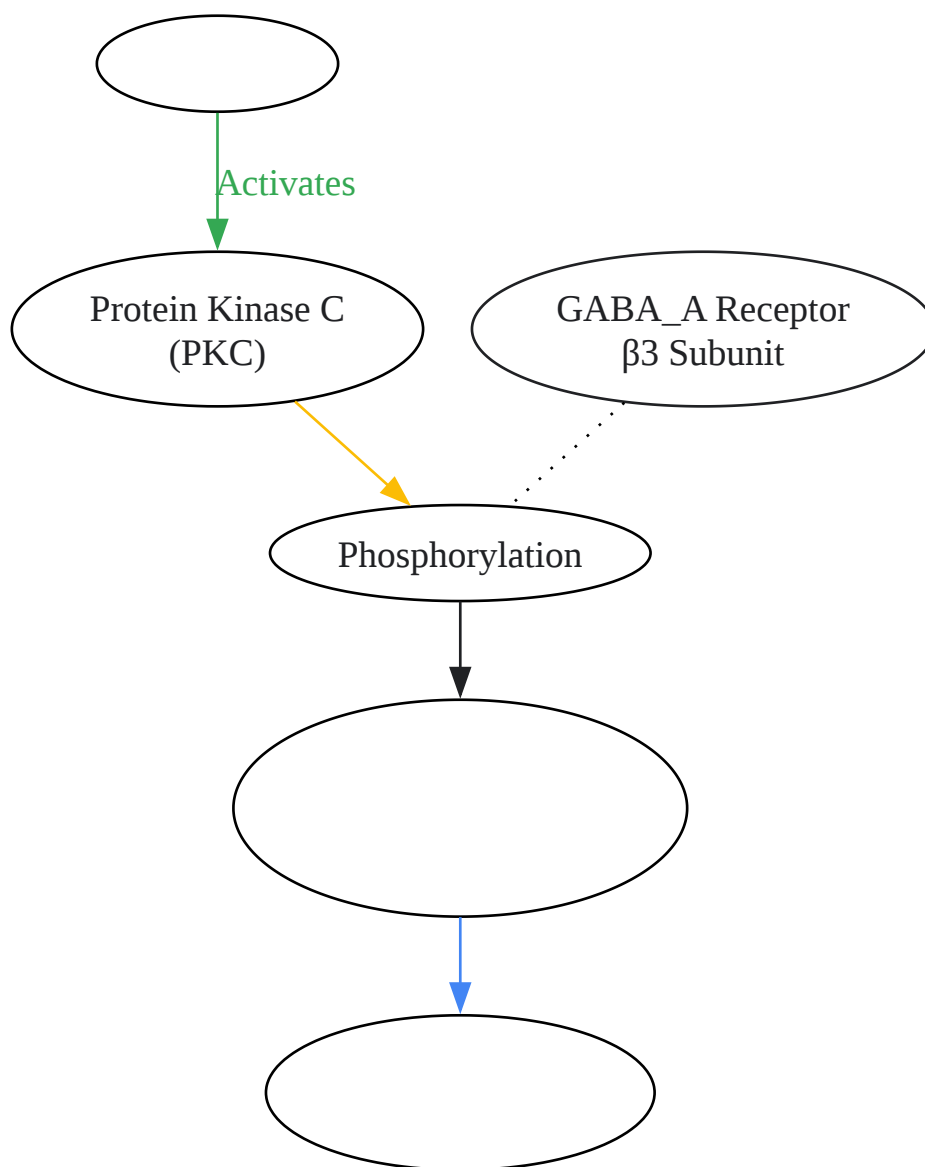 Activates
Protein Kinase C
(PKC)
GABA_A Receptor
β3 Subunit
Phosphorylation